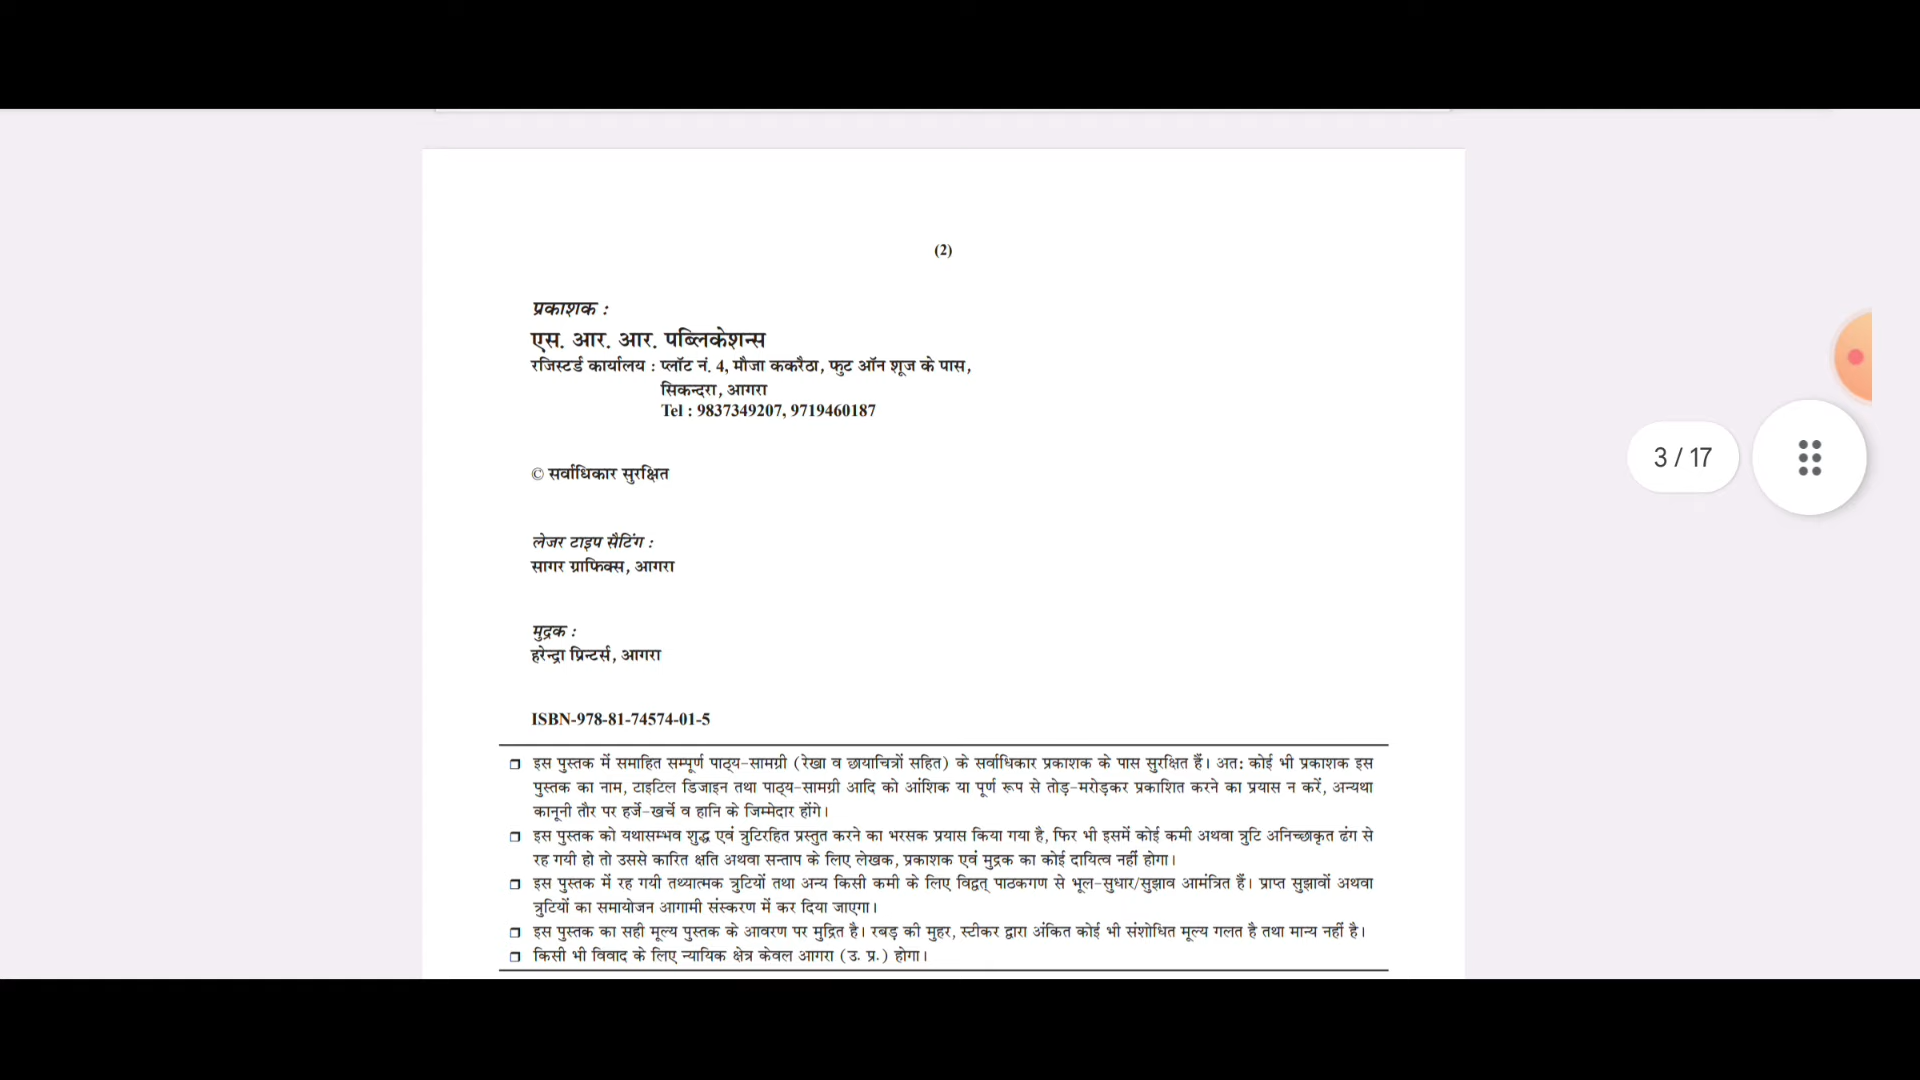 (2)
प्रकाशक :
एस. आर. आर. पब्लिकेशन्स
रजिस्टर्ड कार्यालय : प्लॉट नं. 4, मौजा ककरैठा, फुट ऑन शूज के पास,
सिकन्दरा, आगरा
Tel : 9837349207, 9719460187
3 / 17
© सर्वाधिकार सुरक्षित
लेजर टाइप सैटिंग :
सागर ग्राफिक्स, आगरा
मुद्रक :
हरेन्द्रा प्रिन्टर्स, आगरा
ISBN-978-81-74574-01-5
❒ इस पुस्तक में समाहित सम्पूर्ण पाठ्य-सामग्री (रेखा व छायाचित्रों सहित) के सर्वाधिकार प्रकाशक के पास सुरक्षित हैं। अत: कोई भी प्रकाशक इस
पुस्तक का नाम, टाइटिल डिजाइन तथा पाठ्य-सामग्री आदि को आंशिक या पूर्ण रूप से तोड़-मरोड़कर प्रकाशित करने का प्रयास न करें, अन्यथा
कानूनी तौर पर हर्जे-खर्चे व हानि के जिम्मेदार होंगे।
❒ इस पुस्तक को यथासम्भव शुद्ध एवं त्रुटिरहित प्रस्तुत करने का भरसक प्रयास किया गया है, फिर भी इसमें कोई कमी अथवा त्रुटि अनिच्छाकृत ढंग से
रह गयी हो तो उससे कारित क्षति अथवा सन्ताप के लिए लेखक, प्रकाशक एवं मुद्रक का कोई दायित्व नहीं होगा।
❒ इस पुस्तक में रह गयी तथ्यात्मक त्रुटियों तथा अन्य किसी कमी के लिए विद्वत् पाठकगण से भूल-सुधार/सुझाव आमंत्रित हैं। प्राप्त सुझावों अथवा
त्रुटियों का समायोजन आगामी संस्करण में कर दिया जाएगा।
❒ इस पुस्तक का सही मूल्य पुस्तक के आवरण पर मुद्रित है। रबड़ की मुहर, स्टीकर द्वारा अंकित कोई भी संशोधित मूल्य गलत है तथा मान्य नहीं है।
❒ किसी भी विवाद के लिए न्यायिक क्षेत्र केवल आगरा (उ. प्र.) होगा।